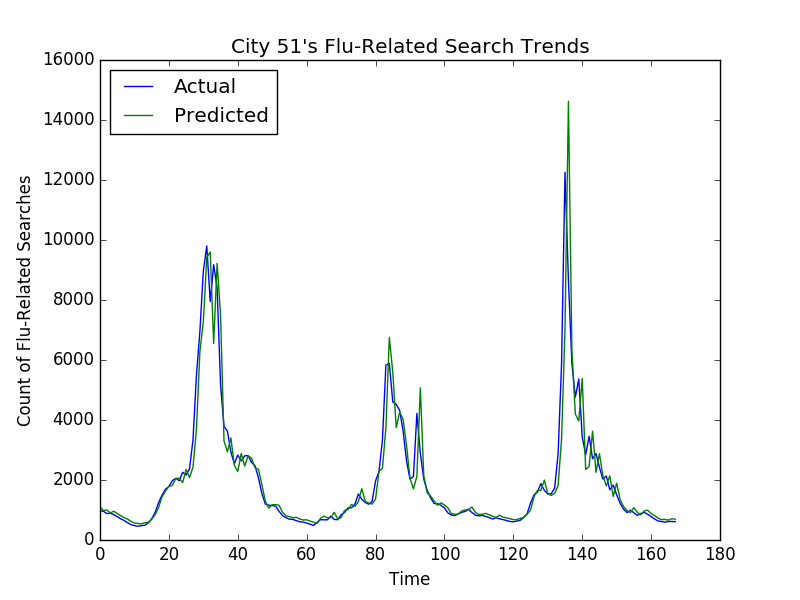 City 51's Flu-Related Search Trends
16000
14000
12000
10000
8000
6000
4000
2000
0
Count of Flu-Related Searches
Actual
Predicted
0 20 40 60 80 100 120 140 160 180
Time